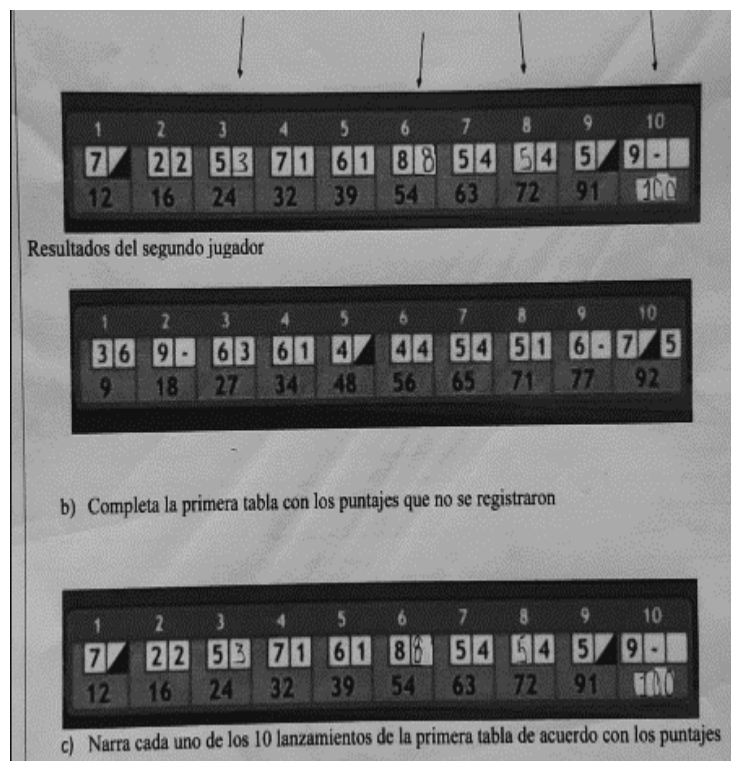 1 2 3 4 5 6 7 8 9 10
7 2 2 5 3 7 1 6 1 8 8 5 4 5 4 5 9 -
12 16 24 32 39 54 63 72 91 100
Resultados del segundo jugador
1 2 3 4 5 6 7 8 9 10
3 6 9 - 6 3 6 1 4 4 4 5 4 5 1 6 - 7 5
9 18 27 34 48 56 65 71 77 92
b) Completa la primera tabla con los puntajes que no se registraron
1 2 3 4 5 6 7 8 9 10
7 2 2 5 3 7 1 6 1 8 8 5 4 5 4 5 9 -
12 16 24 32 39 54 63 72 91 100
c) Narra cada uno de los 10 lanzamientos de la primera tabla de acuerdo con los puntajes